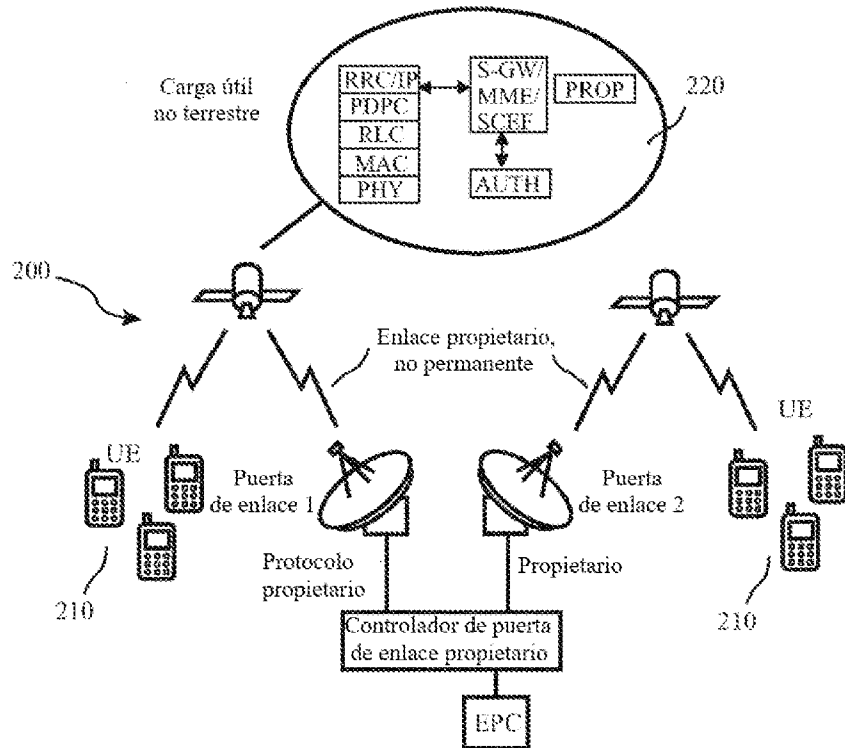 Carga útil
no terrestre
RRC/IP
PDPC
RLC
MAC
PHY
S-GW/
MME/
SCEF
PROP
AUTH
220
200
Enlace propietario,
no permanente
UE
UE
Puerta
de enlace 1
Puerta
de enlace 2
210
Protocolo
propietario
Propietario
210
Controlador de puerta
de enlace propietario
EPC